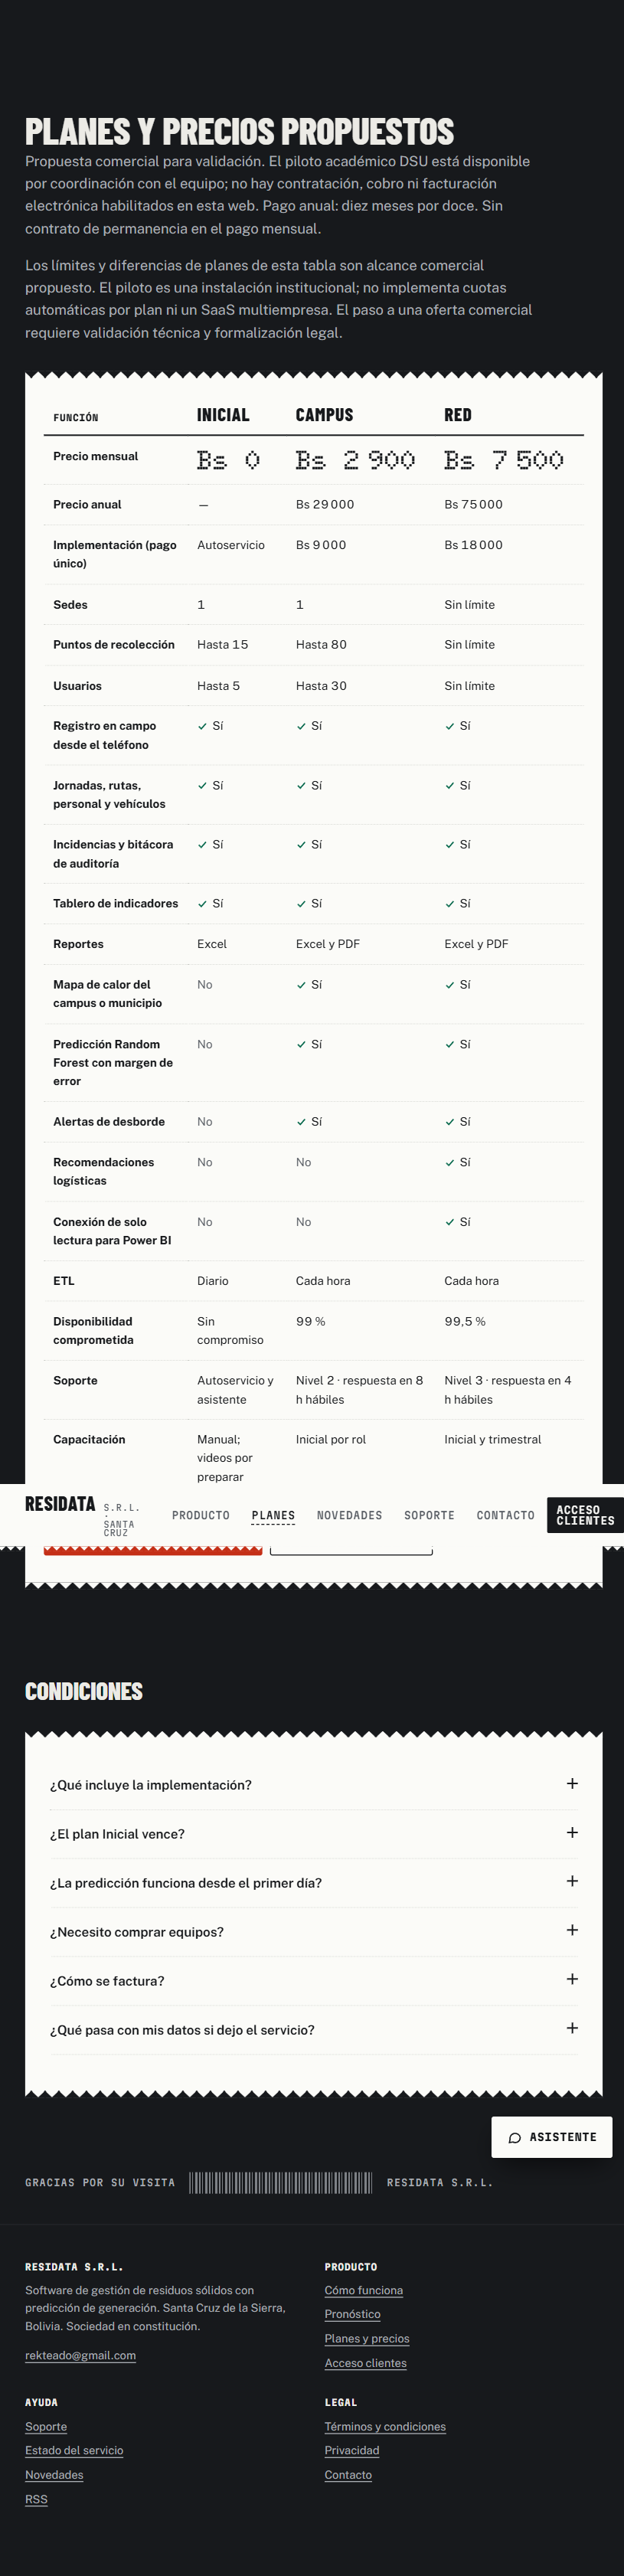 PLANES Y PRECIOS PROPUESTOS
Propuesta comercial para validación. El piloto académico DSU está disponible
por coordinación con el equipo; no hay contratación, cobro ni facturación
electrónica habilitados en esta web. Pago anual: diez meses por doce. Sin
contrato de permanencia en el pago mensual.
Los límites y diferencias de planes de esta tabla son alcance comercial
propuesto. El piloto es una instalación institucional; no implementa cuotas
automáticas por plan ni un SaaS multiempresa. El paso a una oferta comercial
requiere validación técnica y formalización legal.
FUNCIÓN INICIAL CAMPUS RED
Precio mensual Bs 0 Bs 2 900 Bs 7 500
Precio anual — Bs 29 000 Bs 75 000
Implementación (pago Autoservicio Bs 9 000 Bs 18 000
único)
Sedes 1 1 Sin límite
Puntos de recolección Hasta 15 Hasta 80 Sin límite
Usuarios Hasta 5 Hasta 30 Sin límite
Registro en campo ✓ Sí ✓ Sí ✓ Sí
desde el teléfono
Jornadas, rutas, ✓ Sí ✓ Sí ✓ Sí
personal y vehículos
Incidencias y bitácora ✓ Sí ✓ Sí ✓ Sí
de auditoría
Tablero de indicadores ✓ Sí ✓ Sí ✓ Sí
Reportes Excel Excel y PDF Excel y PDF
Mapa de calor del No ✓ Sí ✓ Sí
campus o municipio
Predicción Random No ✓ Sí ✓ Sí
Forest con margen de
error
Alertas de desborde No ✓ Sí ✓ Sí
Recomendaciones No No ✓ Sí
logísticas
Conexión de solo No No ✓ Sí
lectura para Power BI
ETL Diario Cada hora Cada hora
Disponibilidad Sin 99 % 99,5 %
comprometida compromiso
Soporte Autoservicio y Nivel 2 · respuesta en 8 Nivel 3 · respuesta en 4
asistente h hábiles h hábiles
Capacitación Manual; Inicial por rol Inicial y trimestral
videos por
preparar
RESIDATA S.R.L. · SANTA CRUZ PRODUCTO PLANES NOVEDADES SOPORTE CONTACTO ACCESO CLIENTES
CONDICIONES
¿Qué incluye la implementación? +
¿El plan Inicial vence? +
¿La predicción funciona desde el primer día? +
¿Necesito comprar equipos? +
¿Cómo se factura? +
¿Qué pasa con mis datos si dejo el servicio? +
ASISTENTE
GRACIAS POR SU VISITA RESIDATA S.R.L.
RESIDATA S.R.L.
Software de gestión de residuos sólidos con
predicción de generación. Santa Cruz de la Sierra,
Bolivia. Sociedad en constitución.
rekteado@gmail.com
PRODUCTO
Cómo funciona
Pronóstico
Planes y precios
Acceso clientes
AYUDA
Soporte
Estado del servicio
Novedades
RSS
LEGAL
Términos y condiciones
Privacidad
Contacto